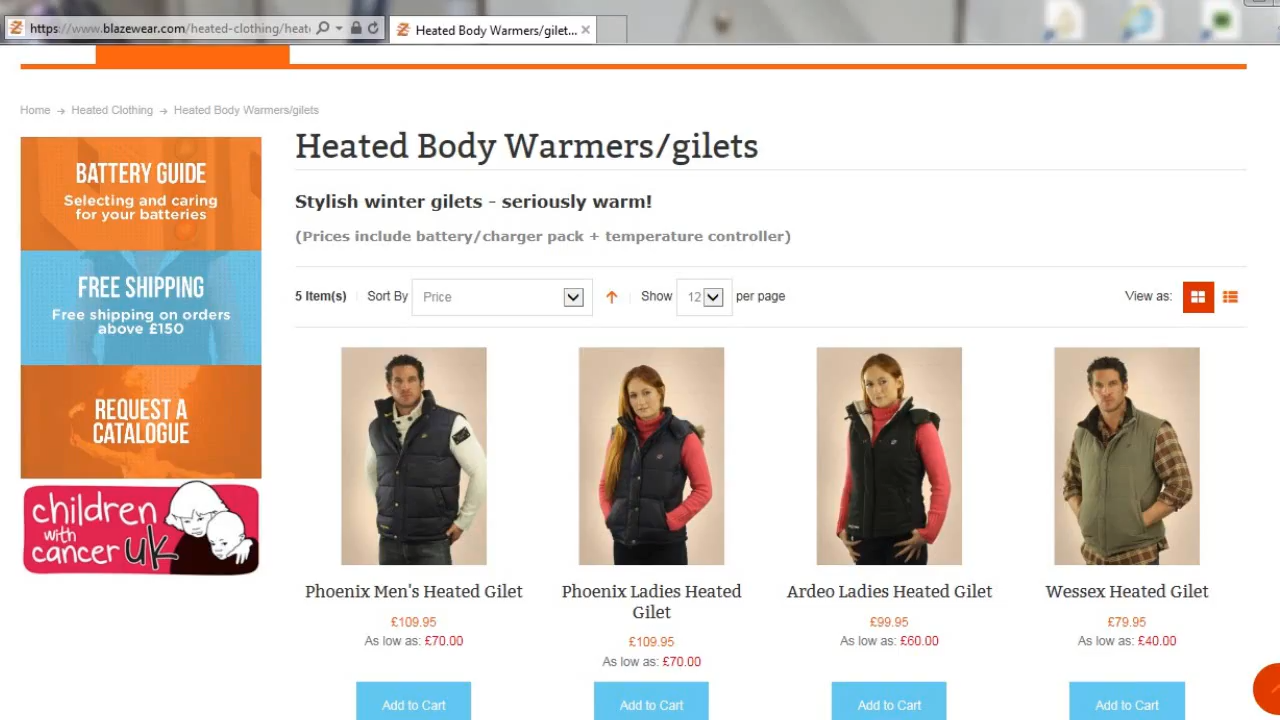 https://www.blazewear.com/heated-clothing/heat
Heated Body Warmers/gilet...
Home → Heated Clothing → Heated Body Warmers/gilets
BATTERY GUIDE
Selecting and caring
for your batteries
FREE SHIPPING
Free shipping on orders
above £150
REQUEST A
CATALOGUE
children
with
cancer uk
Heated Body Warmers/gilets
Stylish winter gilets - seriously warm!
(Prices include battery/charger pack + temperature controller)
5 Item(s) Sort By Price Show 12 per page View as:
Phoenix Men's Heated Gilet
£109.95
As low as: £70.00
Add to Cart
Phoenix Ladies Heated
Gilet
£109.95
As low as: £70.00
Add to Cart
Ardeo Ladies Heated Gilet
£99.95
As low as: £60.00
Add to Cart
Wessex Heated Gilet
£79.95
As low as: £40.00
Add to Cart